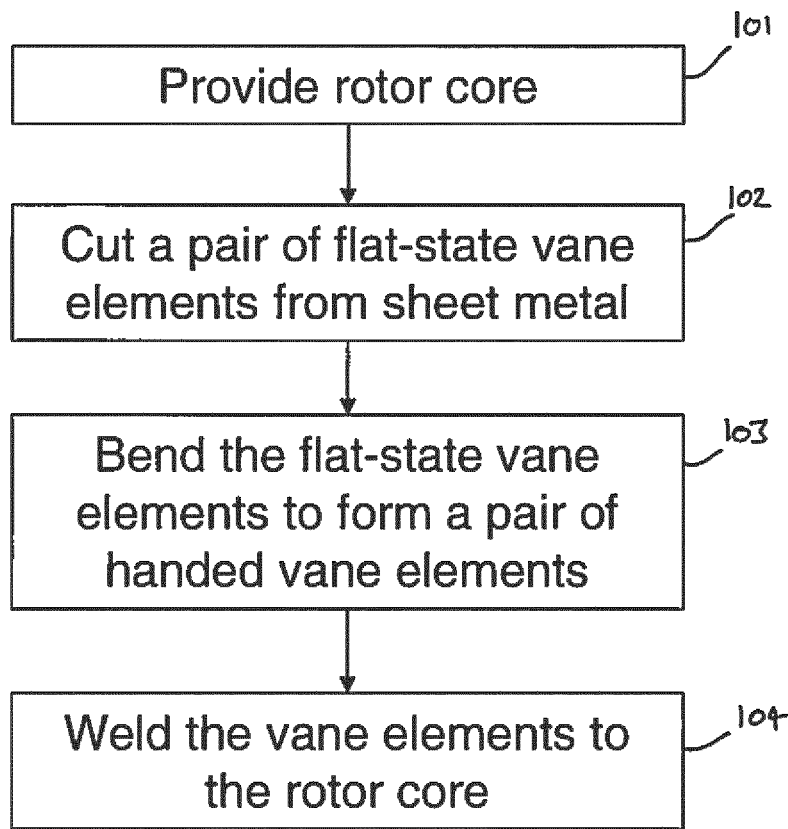 101
Provide rotor core
102
Cut a pair of flat-state vane
elements from sheet metal
103
Bend the flat-state vane
elements to form a pair of
handed vane elements
104
Weld the vane elements to
the rotor core